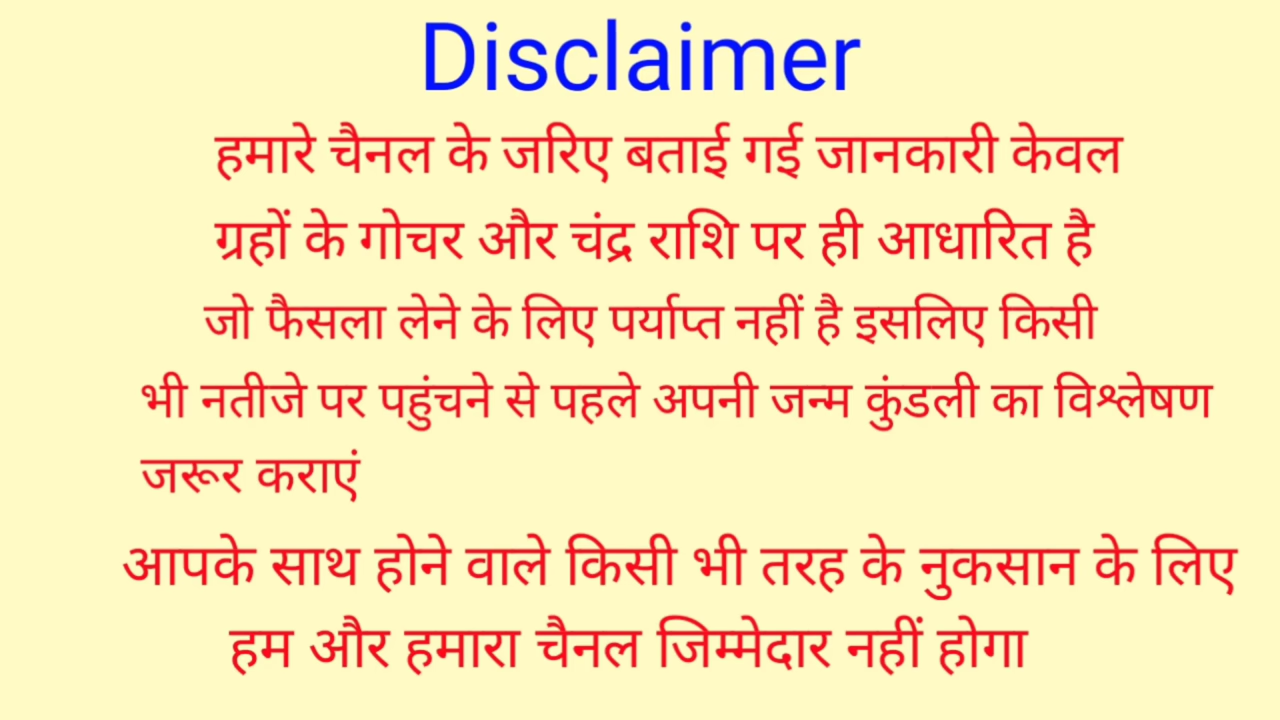 Disclaimer
हमारे चैनल के जरिए बताई गई जानकारी केवल
ग्रहों के गोचर और चंद्र राशि पर ही आधारित है
जो फैसला लेने के लिए पर्याप्त नहीं है इसलिए किसी
भी नतीजे पर पहुंचने से पहले अपनी जन्म कुंडली का विश्लेषण
जरूर कराएं
आपके साथ होने वाले किसी भी तरह के नुकसान के लिए
हम और हमारा चैनल जिम्मेदार नहीं होगा